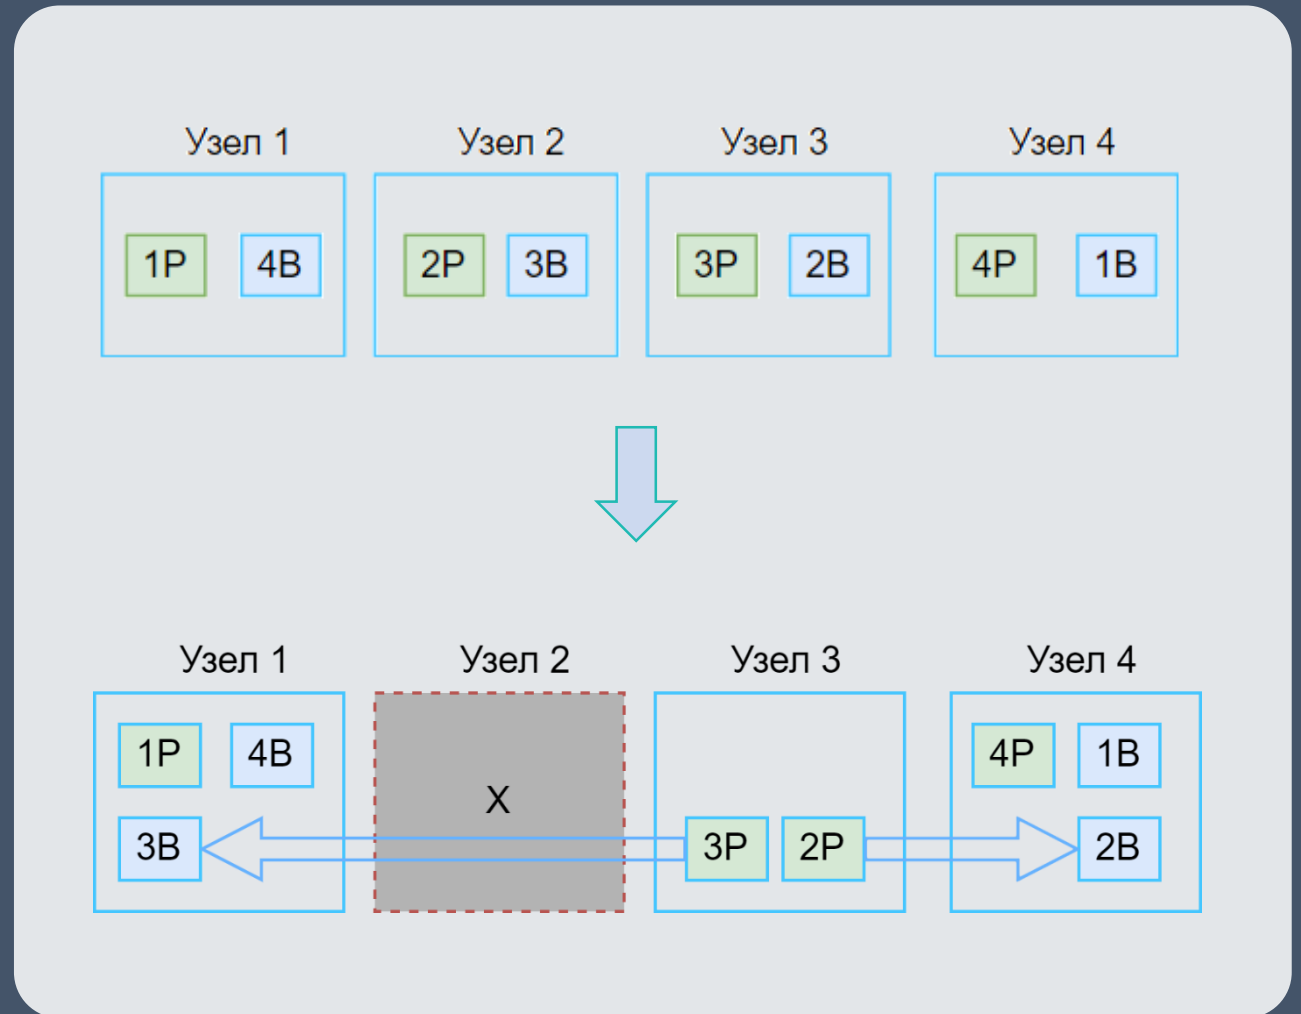 Узел 1 Узел 2 Узел 3 Узел 4
1P 4B 2P 3B 3P 2B 4P 1B
Узел 1 Узел 2 Узел 3 Узел 4
1P 4B 4P 1B
X
3B 3P 2P 2B